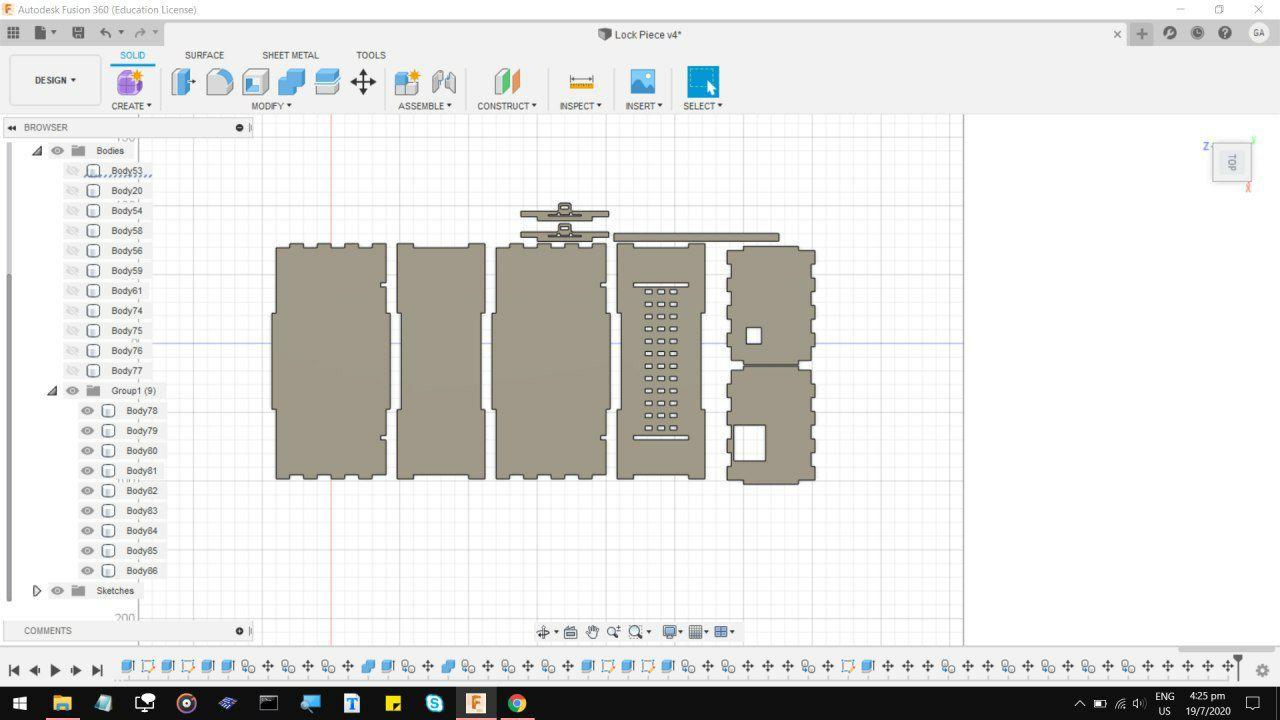 Autodesk Fusion 360 (Education License)
Lock Piece v4*
GA
SOLID SURFACE SHEET METAL TOOLS
DESIGN
CREATE MODIFY ASSEMBLE CONSTRUCT INSPECT INSERT SELECT
BROWSER
Bodies
Body53
Body20
Body54
Body58
Body56
Body59
Body61
Body74
Body75
Body76
Body77
Group1 (9)
Body78
Body79
Body80
Body81
Body82
Body83
Body84
Body85
Body86
Sketches
200
COMMENTS
Z
Y
TOP
X
ENG
US
4:25 pm
19/7/2020